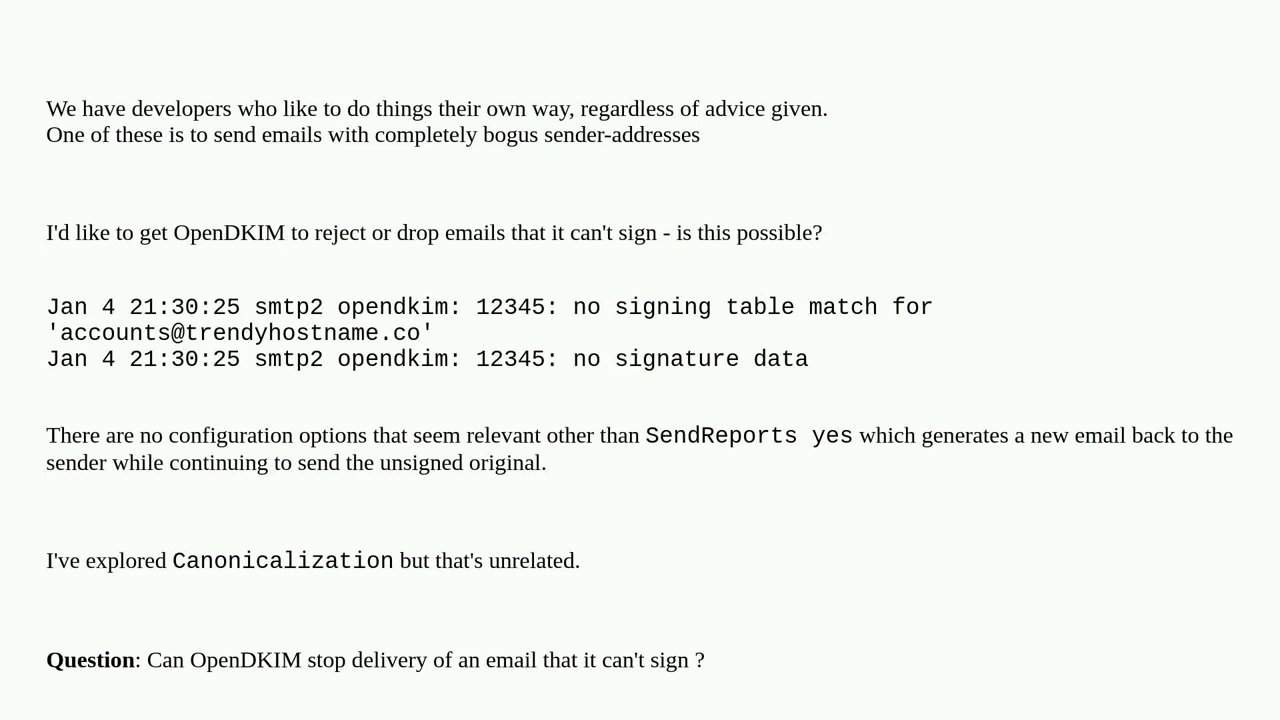 We have developers who like to do things their own way, regardless of advice given.
One of these is to send emails with completely bogus sender-addresses
I'd like to get OpenDKIM to reject or drop emails that it can't sign - is this possible?
Jan 4 21:30:25 smtp2 opendkim: 12345: no signing table match for
'accounts@trendyhostname.co'
Jan 4 21:30:25 smtp2 opendkim: 12345: no signature data
There are no configuration options that seem relevant other than SendReports yes which generates a new email back to the
sender while continuing to send the unsigned original.
I've explored Canonicalization but that's unrelated.
Question: Can OpenDKIM stop delivery of an email that it can't sign ?